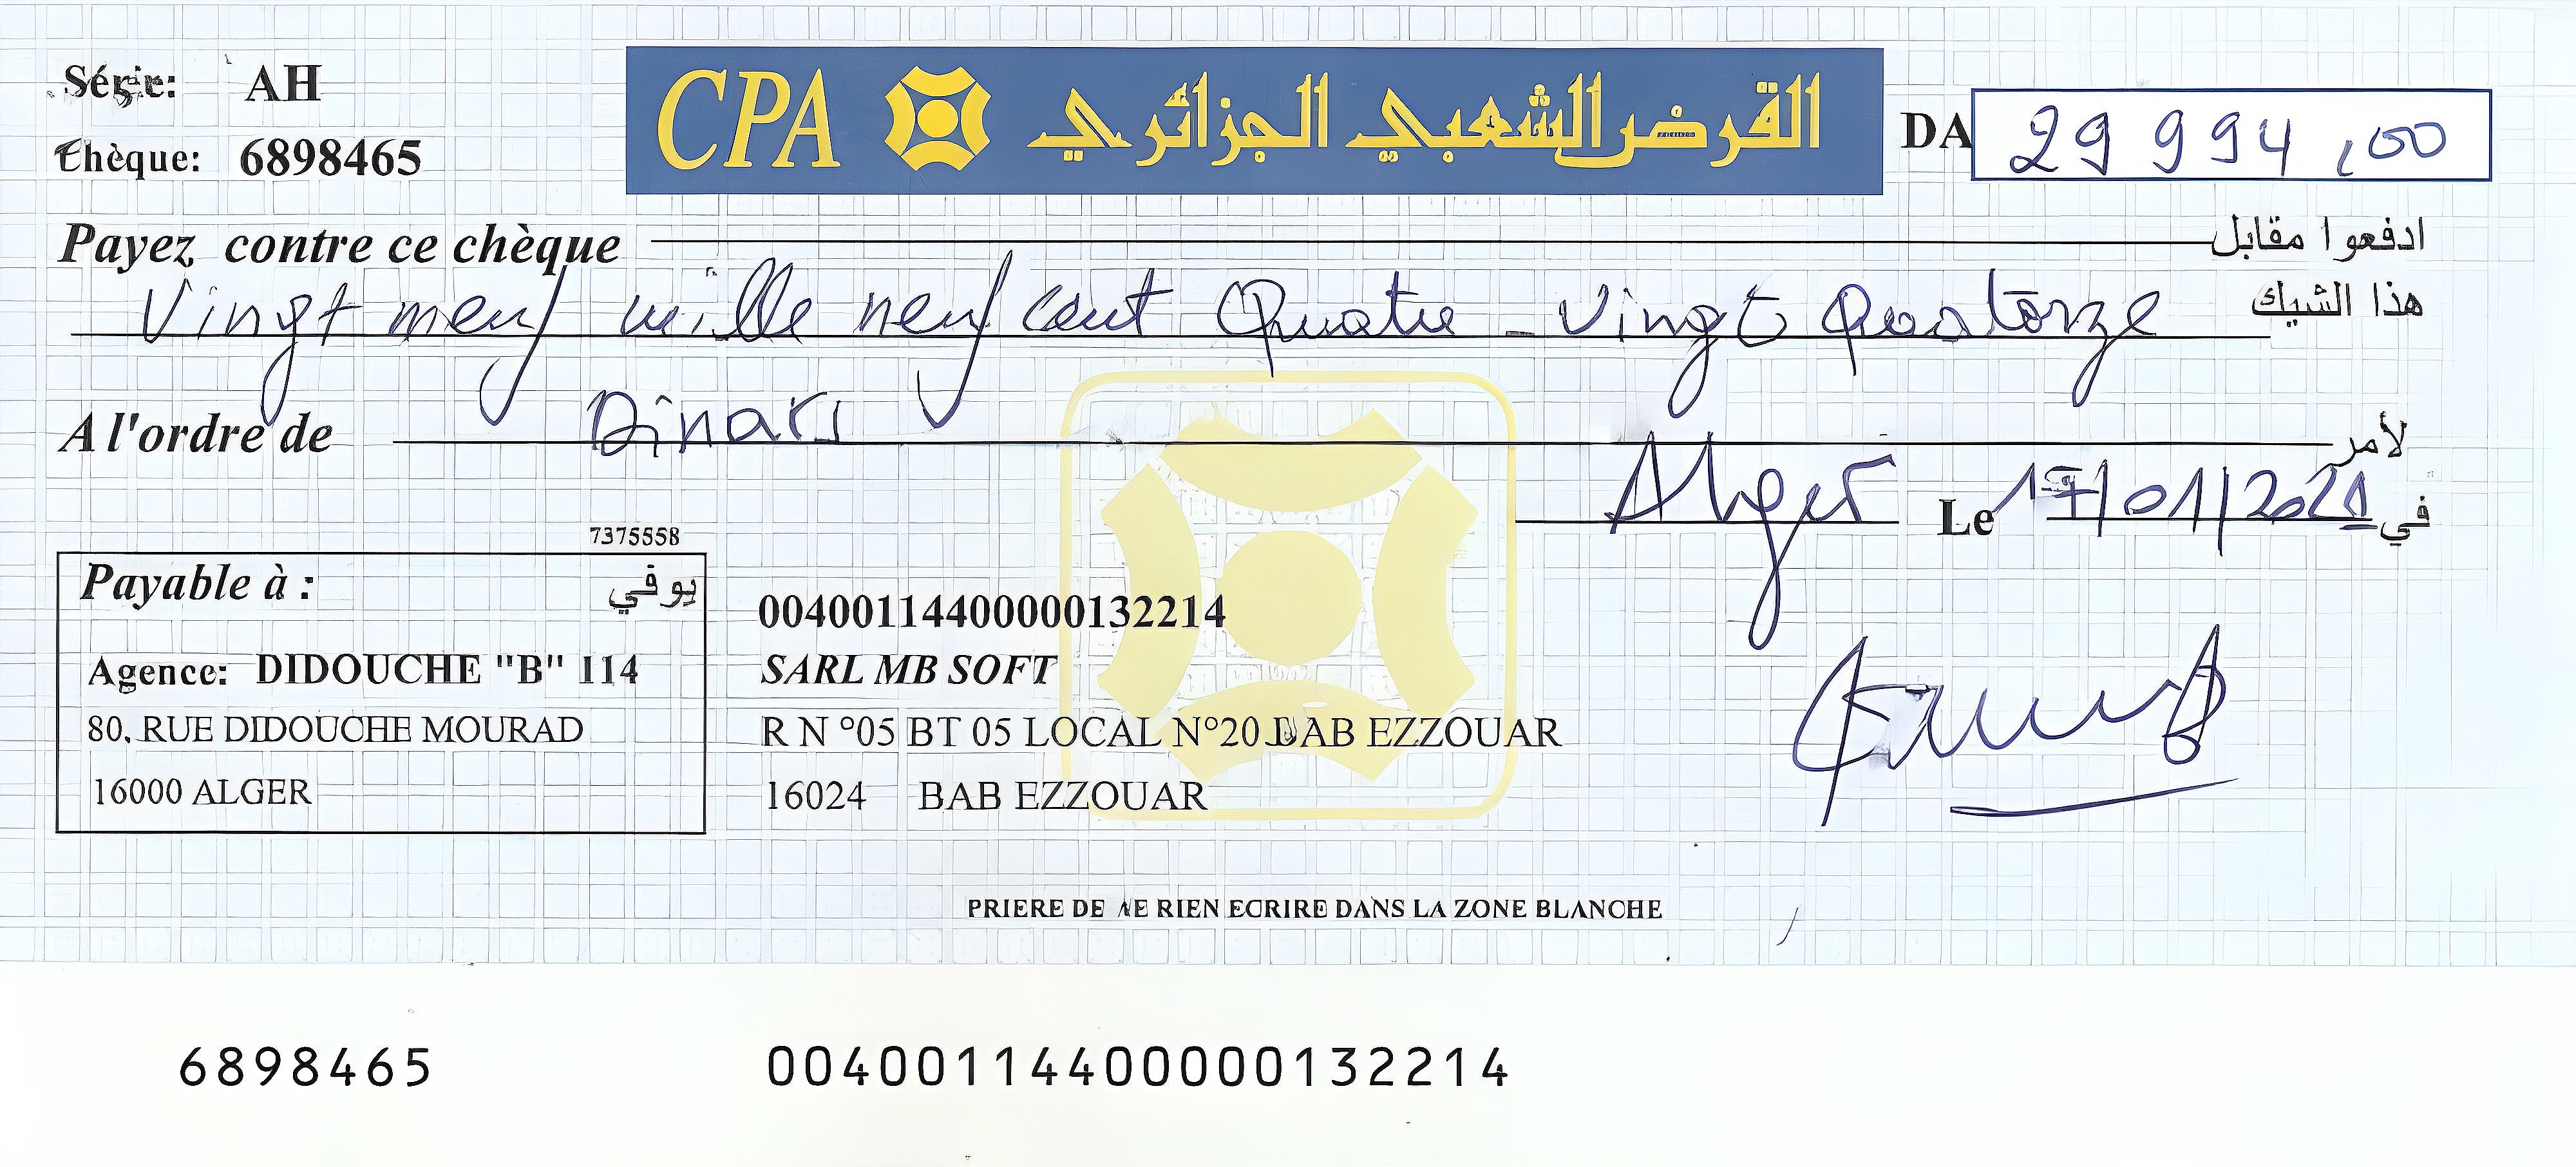 Série: AH
Chèque: 6898465
CPA القرض الشعبي الجزائري
DA 29 994,00
Payez contre ce chèque ادفعوا مقابل
Vingt neuf mille neuf cent Quatre-vingt Quatorze هذا الشيك
Dinars
A l'ordre de لأمر
Alger Le 17/01/2021 في
7375558
Payable à : يوفي
Agence: DIDOUCHE "B" 114
80, RUE DIDOUCHE MOURAD
16000 ALGER
00400114400000132214
SARL MB SOFT
R N °05 BT 05 LOCAL N°20 BAB EZZOUAR
16024 BAB EZZOUAR
PRIERE DE NE RIEN ECRIRE DANS LA ZONE BLANCHE
6898465 00400114400000132214